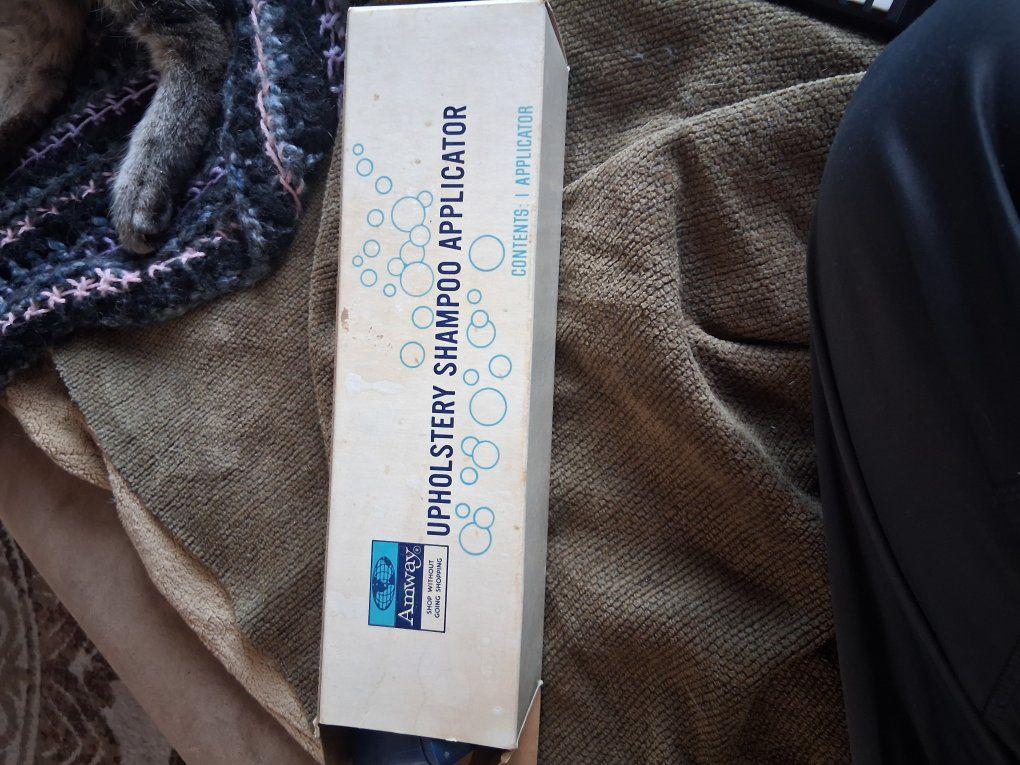 Amway®
SHOP WITHOUT
GOING SHOPPING
UPHOLSTERY SHAMPOO APPLICATOR
CONTENTS: 1 APPLICATOR